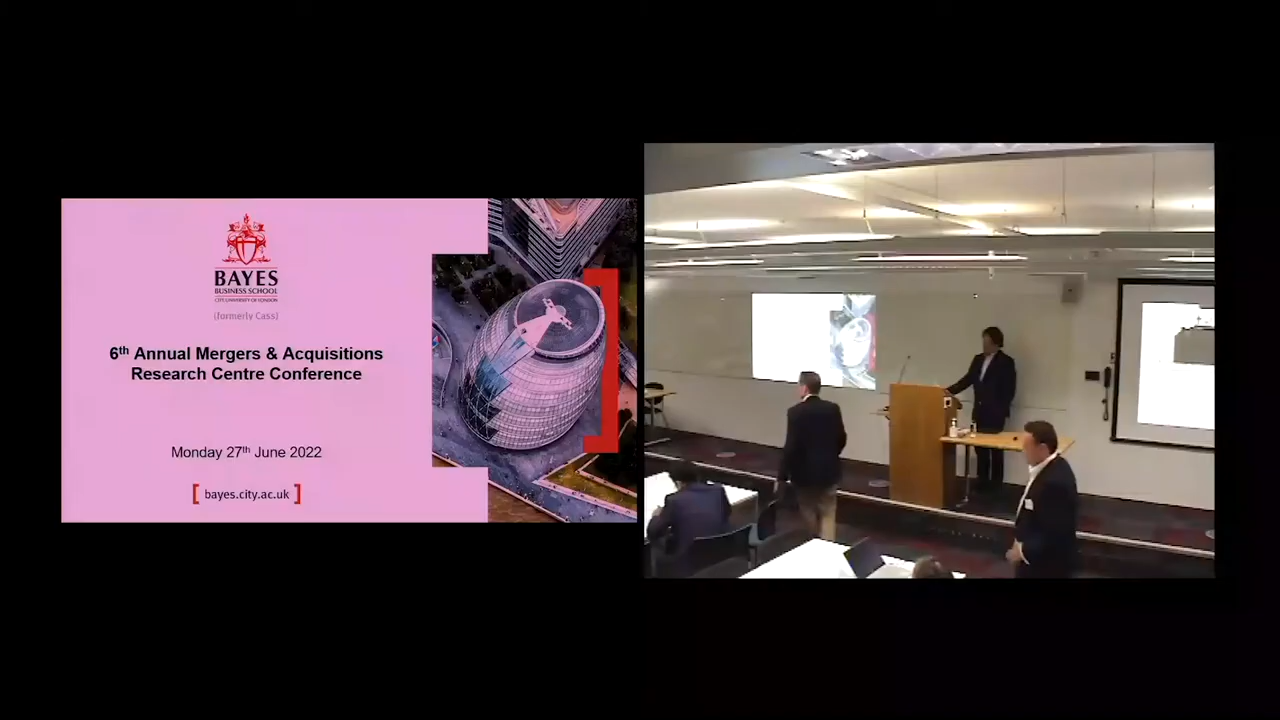 BAYES
BUSINESS SCHOOL
CITY, UNIVERSITY OF LONDON
(formerly Cass)
6th Annual Mergers & Acquisitions
Research Centre Conference
Monday 27th June 2022
[ bayes.city.ac.uk ]